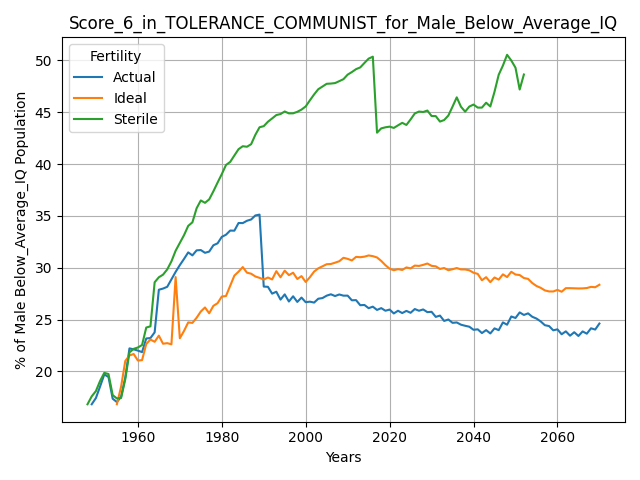 Score_6_in_TOLERANCE_COMMUNIST_for_Male_Below_Average_IQ
Fertility
Actual
Ideal
Sterile
% of Male Below_Average_IQ Population
50
45
40
35
30
25
20
1960
1980
2000
2020
2040
2060
Years